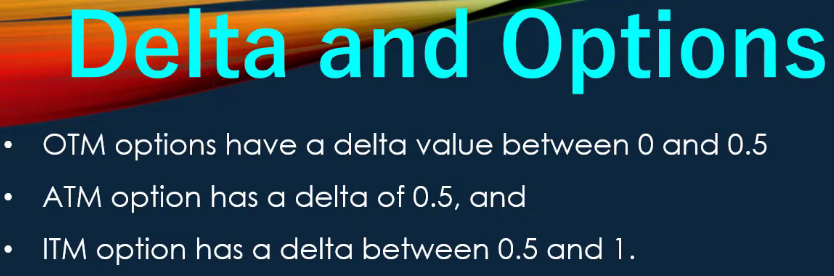 Delta and Options
• OTM options have a delta value between 0 and 0.5
• ATM option has a delta of 0.5, and
• ITM option has a delta between 0.5 and 1.